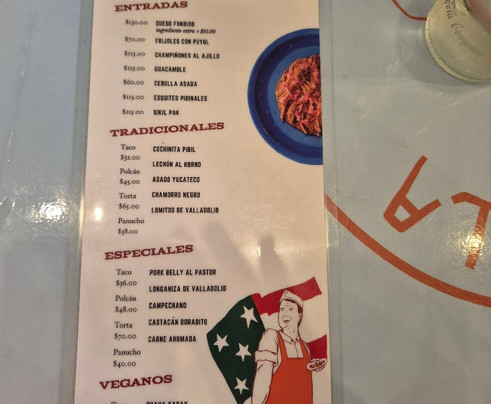 ENTRADAS
$130.00 QUESO FUNDIDO
Ingrediente extra + $35.00
$70.00 FRIJOLES CON PUYUL
$115.00 CHAMPIÑONES AL AJILLO
$115.00 GUACAMOLE
$60.00 CEBOLLA ASADA
$115.00 ESQUITES PIBINALES
$115.00 SIKIL PAK
TRADICIONALES
Taco
$32.00
Polcán
$45.00
Torta
$65.00
Panucho
$38.00
COCHINITA PIBIL
LECHÓN AL HORNO
ASADO YUCATECO
CHAMORRO NEGRO
LOMITOS DE VALLADOLID
ESPECIALES
Taco
$36.00
Polcán
$48.00
Torta
$70.00
Panucho
$40.00
PORK BELLY AL PASTOR
LONGANIZA DE VALLADOLID
CAMPECHANO
CASTACÁN DORADITO
CARNE AHUMADA
VEGANOS
LA